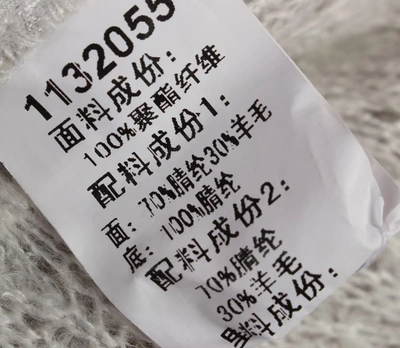 1132055
面料成份:
100%聚酯纤维
配料成份1:
面: 70%腈纶30%羊毛
底: 100%腈纶
配料成份2:
70%腈纶
30%羊毛
里料成份: